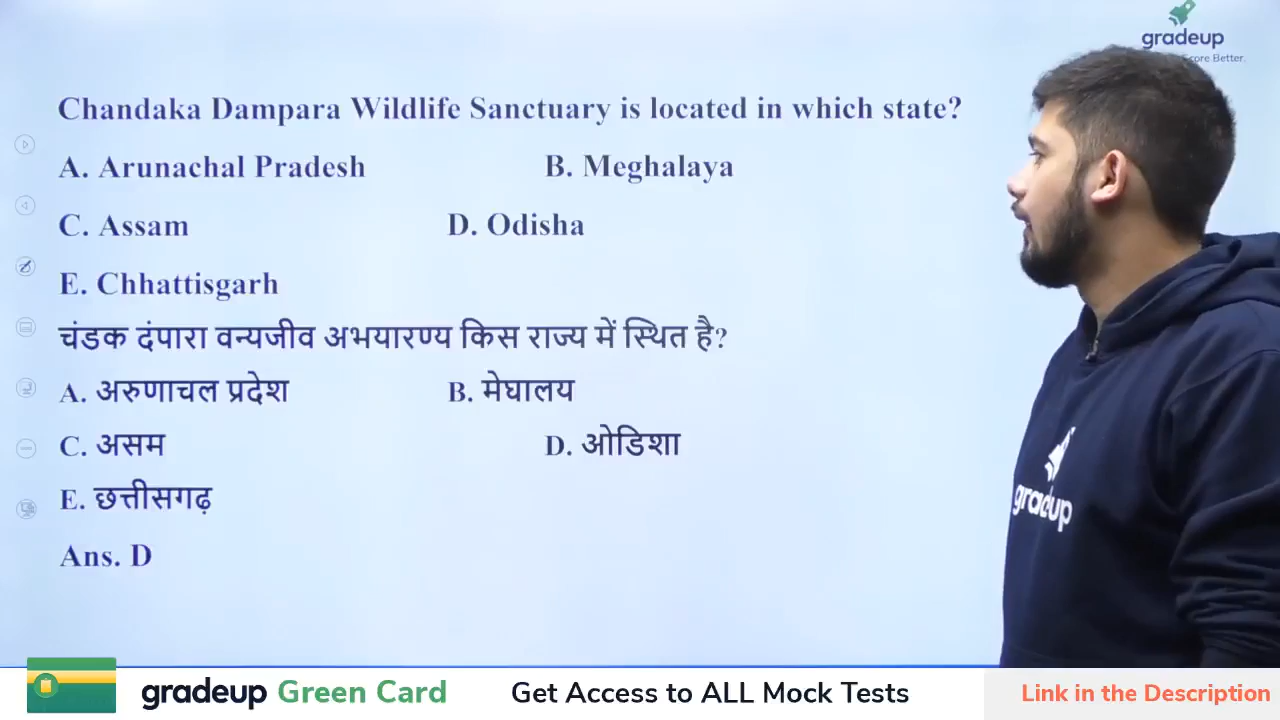 gradeup
core Better.
Chandaka Dampara Wildlife Sanctuary is located in which state?
A. Arunachal Pradesh B. Meghalaya
C. Assam D. Odisha
E. Chhattisgarh
चंडक दंपारा वन्यजीव अभयारण्य किस राज्य में स्थित है?
A. अरुणाचल प्रदेश B. मेघालय
C. असम D. ओडिशा
E. छत्तीसगढ़
Ans. D
gradeup
gradeup Green Card Get Access to ALL Mock Tests Link in the Description